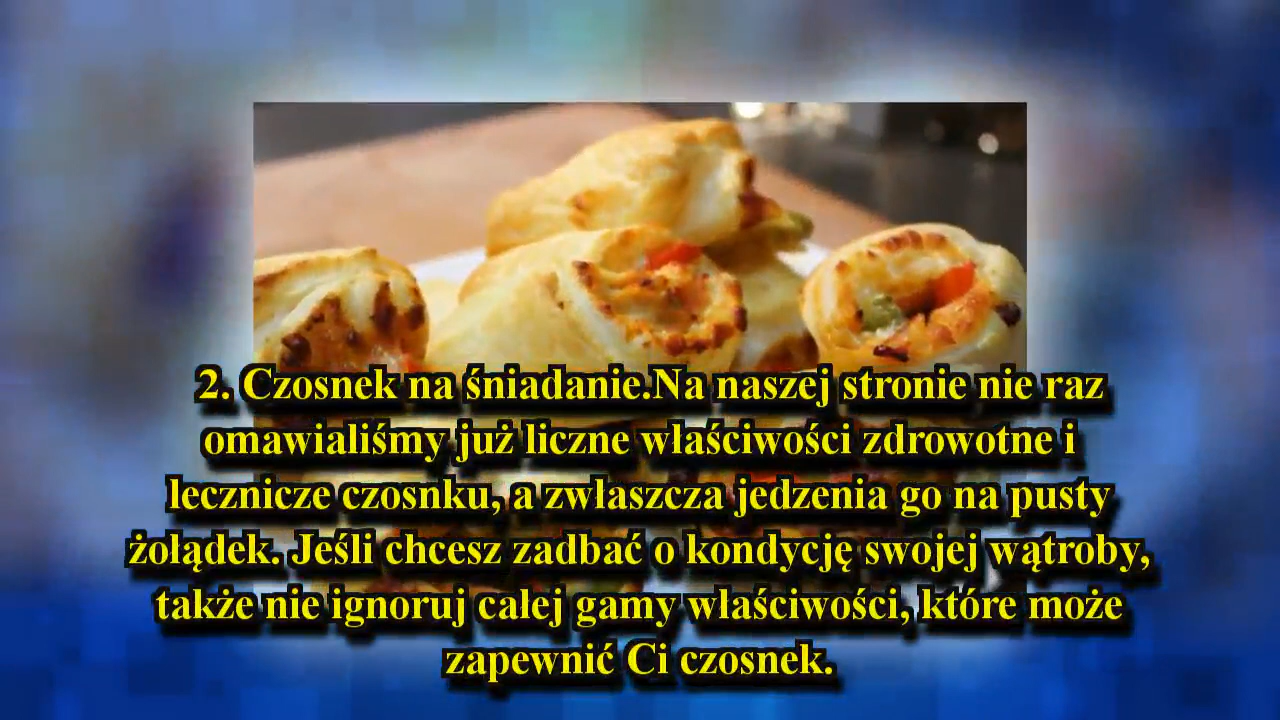 2. Czosnek na śniadanie.Na naszej stronie nie raz
omawialiśmy już liczne właściwości zdrowotne i
lecznicze czosnku, a zwłaszcza jedzenia go na pusty
żołądek. Jeśli chcesz zadbać o kondycję swojej wątroby,
także nie ignoruj całej gamy właściwości, które może
zapewnić Ci czosnek.